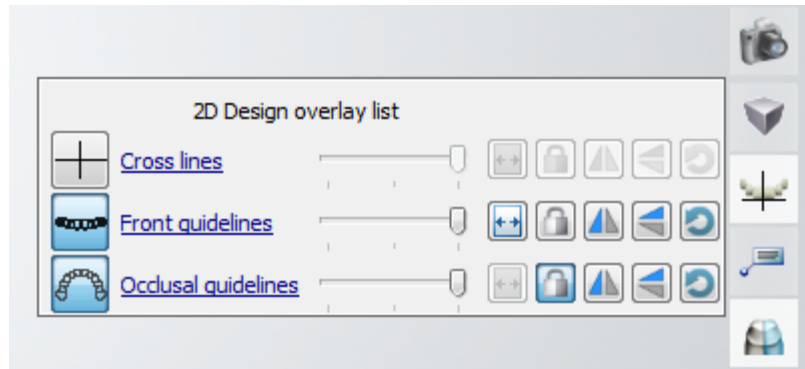 2D Design overlay list
Cross lines
Front guidelines
Occlusal guidelines